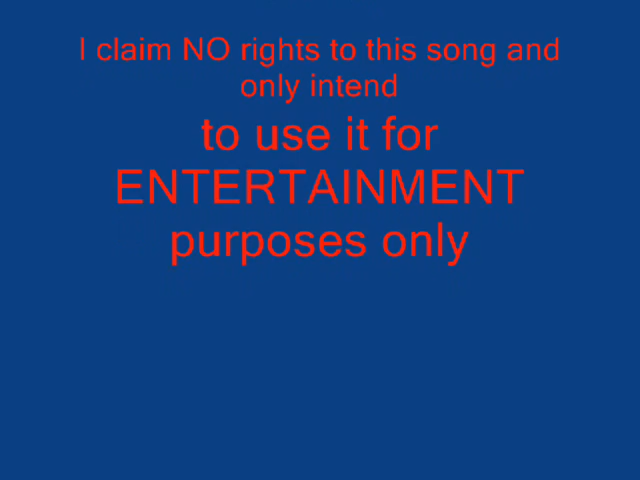 I claim NO rights to this song and
only intend
to use it for
ENTERTAINMENT
purposes only